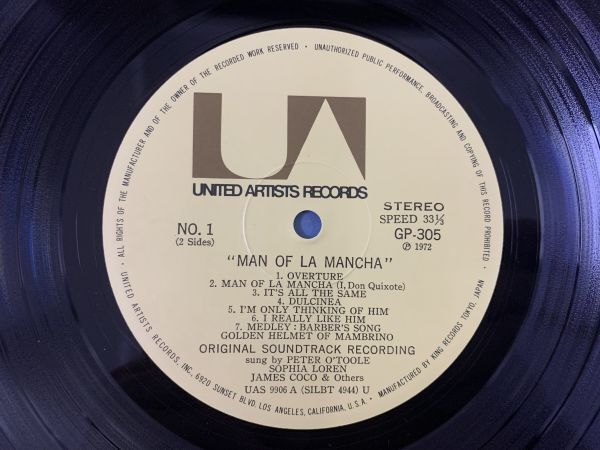 • ALL RIGHTS OF THE MANUFACTURER AND OF THE OWNER OF THE RECORDED WORK RESERVED • UNAUTHORIZED PUBLIC PERFORMANCE, BROADCASTING AND COPYING OF THIS RECORD PROHIBITED •
UA
UNITED ARTISTS RECORDS
STEREO
SPEED 33⅓
NO. 1
GP-305
(2 Sides)
Ⓟ 1972
"MAN OF LA MANCHA"
1. OVERTURE
2. MAN OF LA MANCHA (I, Don Quixote)
3. IT'S ALL THE SAME
4. DULCINEA
5. I'M ONLY THINKING OF HIM
6. I REALLY LIKE HIM
7. MEDLEY : BARBER'S SONG
GOLDEN HELMET OF MAMBRINO
ORIGINAL SOUNDTRACK RECORDING
sung by PETER O'TOOLE
SOPHIA LOREN
JAMES COCO & Others
UAS 9906 A (SILBT 4944) U
UNITED ARTISTS RECORDS, INC. 6920 SUNSET BLVD. LOS ANGELES, CALIFORNIA, U.S.A. • MANUFACTURED BY KING RECORDS TOKYO, JAPAN